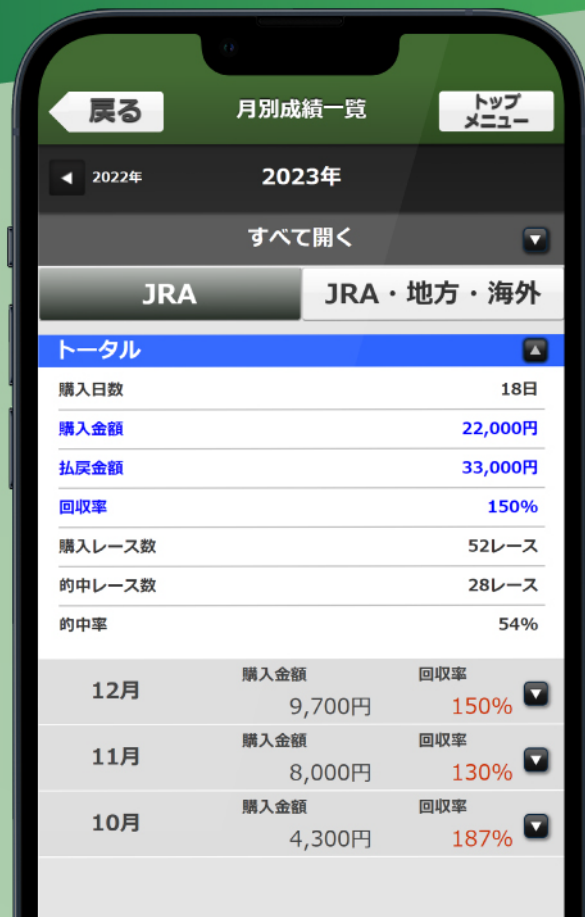 戻る
月別成績一覧
トップ
メニュー
2022年
2023年
すべて開く
JRA
JRA・地方・海外
トータル
購入日数 18日
購入金額 22,000円
払戻金額 33,000円
回収率 150%
購入レース数 52レース
的中レース数 28レース
的中率 54%
12月
購入金額 回収率
9,700円 150%
11月
購入金額 回収率
8,000円 130%
10月
購入金額 回収率
4,300円 187%